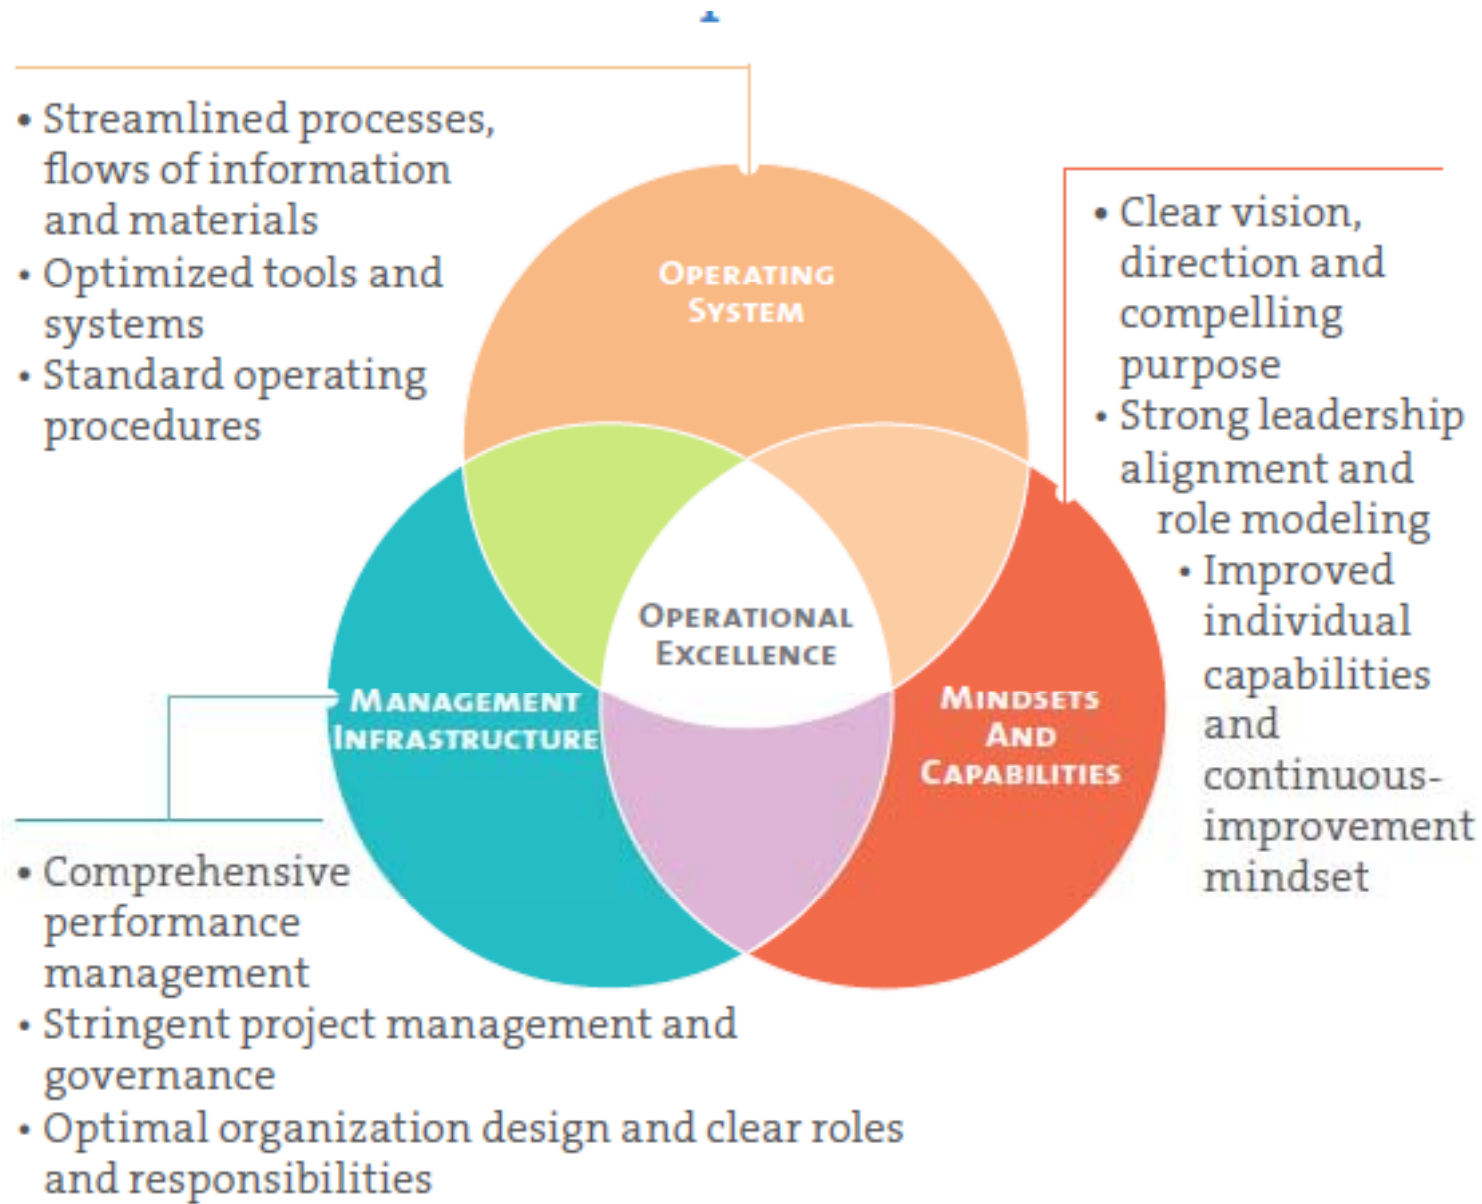 • Streamlined processes,
flows of information
and materials
• Optimized tools and
systems
• Standard operating
procedures
OPERATING
SYSTEM
• Clear vision,
direction and
compelling
purpose
• Strong leadership
alignment and
role modeling
• Improved
individual
capabilities
and
continuous-
improvement
mindset
OPERATIONAL
EXCELLENCE
MANAGEMENT
INFRASTRUCTURE
MINDSETS
AND
CAPABILITIES
• Comprehensive
performance
management
• Stringent project management and
governance
• Optimal organization design and clear roles
and responsibilities